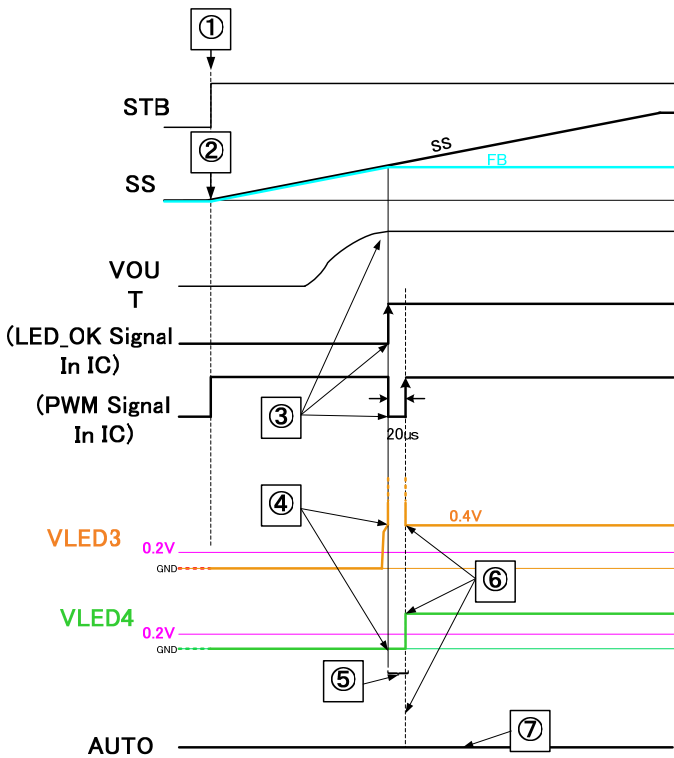 ①
STB
②
SS
SS
FB
VOU
T
(LED_OK Signal
In IC)
(PWM Signal
In IC)
③
20us
④
VLED3
0.2V
GND
0.4V
⑥
VLED4
0.2V
GND
⑤
⑦
AUTO